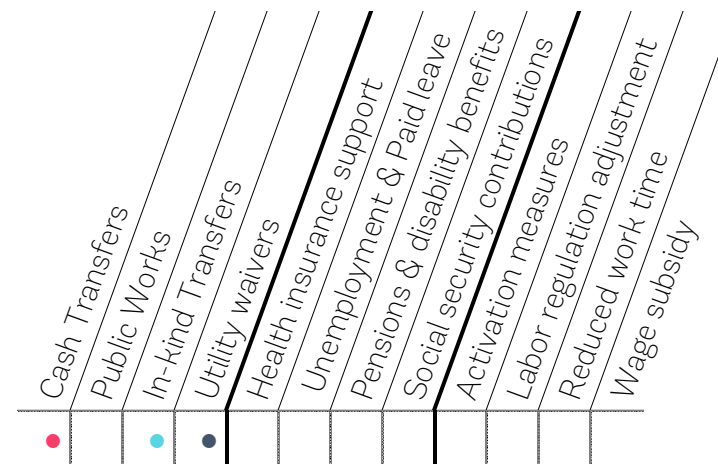 Cash Transfers
Public Works
In-kind Transfers
Utility waivers
Health insurance support
Unemployment & Paid leave
Pensions & disability benefits
Social security contributions
Activation measures
Labor regulation adjustment
Reduced work time
Wage subsidy